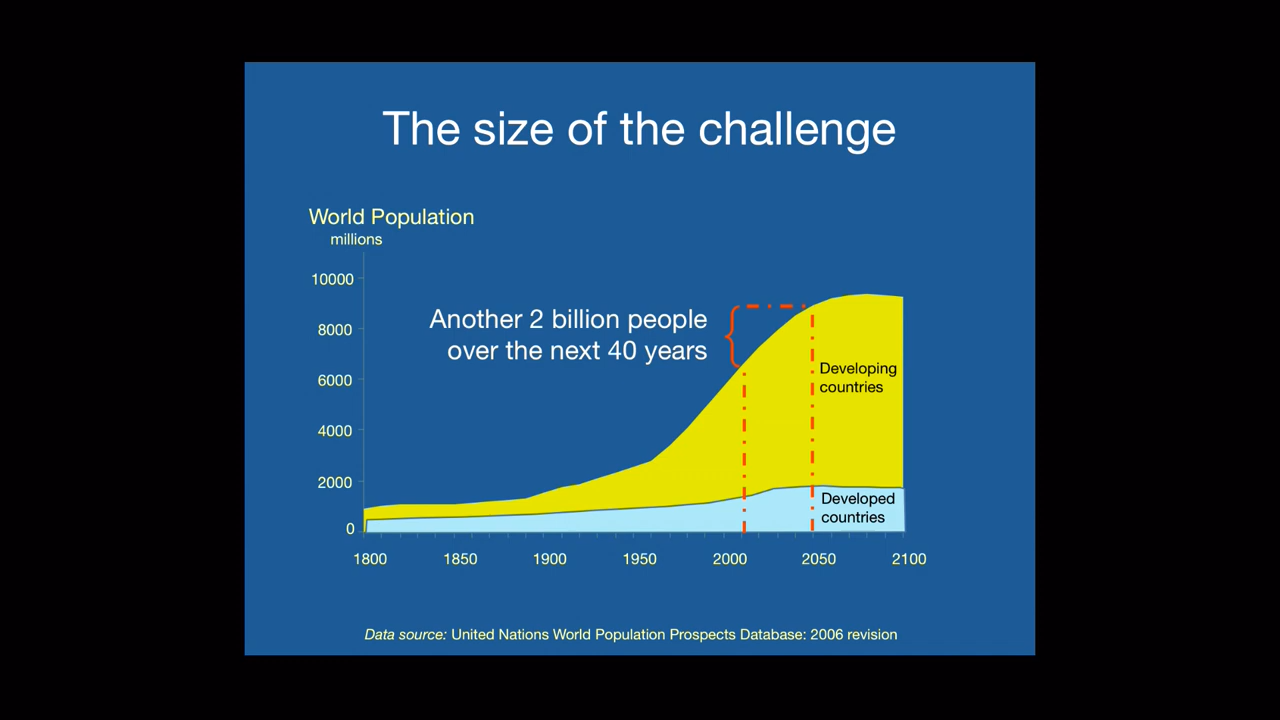 The size of the challenge
World Population
millions
10000
8000
6000
4000
2000
0
Another 2 billion people
over the next 40 years
Developing
countries
Developed
countries
1800 1850 1900 1950 2000 2050 2100
Data source: United Nations World Population Prospects Database: 2006 revision